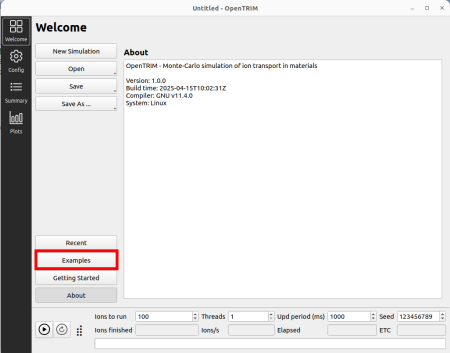 Untitled - OpenTRIM
Welcome
Welcome
Config
Summary
Plots
New Simulation
Open
Save
Save As ...
Recent
Examples
Getting Started
About
About
OpenTRIM - Monte-Carlo simulation of ion transport in materials
Version: 1.0.0
Build time: 2025-04-15T10:02:31Z
Compiler: GNU v11.4.0
System: Linux
Ions to run 100 Threads 1 Upd period (ms) 1000 Seed 123456789
Ions finished Ions/s Elapsed ETC